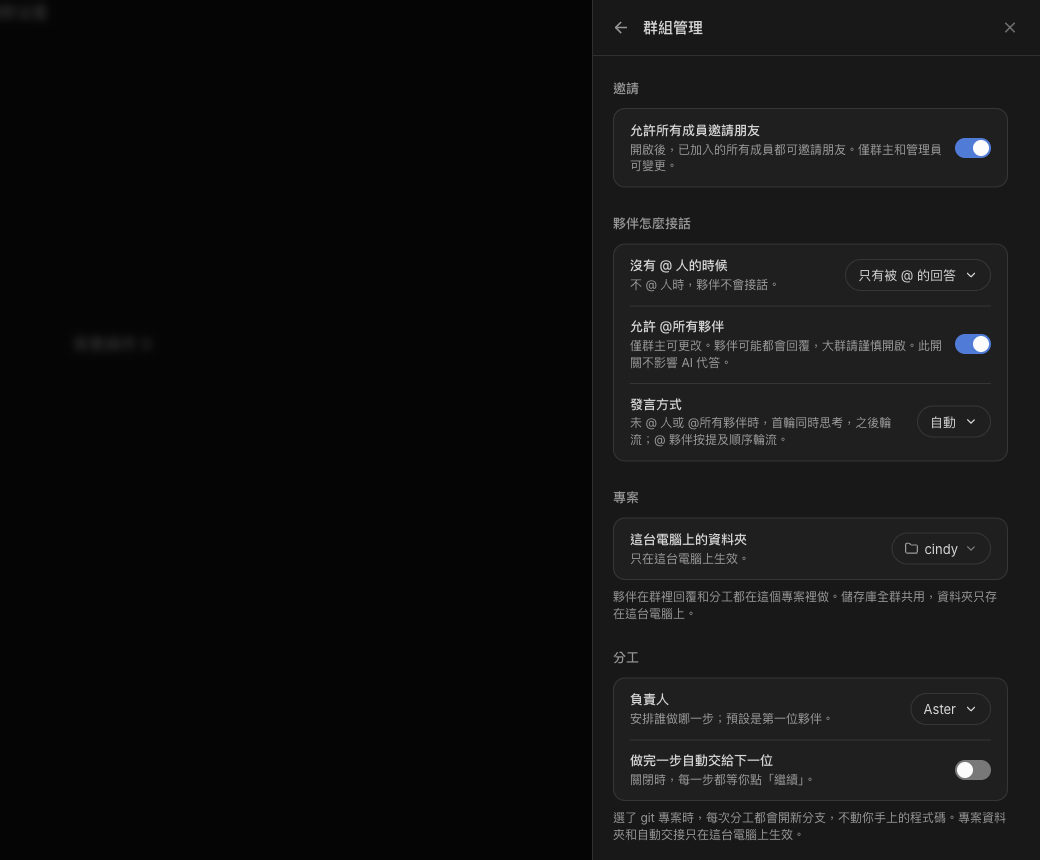 群組管理
邀請
允許所有成員邀請朋友
開啟後，已加入的所有成員都可邀請朋友。僅群主和管理員
可變更。
夥伴怎麼接話
沒有 @ 人的時候
不 @ 人時，夥伴不會接話。
只有被 @ 的回答
允許 @所有夥伴
僅群主可更改。夥伴可能都會回覆，大群請謹慎開啟。此開
關不影響 AI 代答。
發言方式
未 @ 人或 @所有夥伴時，首輪同時思考，之後輪
流；@ 夥伴按提及順序輪流。
自動
專案
這台電腦上的資料夾
只在這台電腦上生效。
cindy
夥伴在群裡回覆和分工都在這個專案裡做。儲存庫全群共用，資料夾只存
在這台電腦上。
分工
負責人
安排誰做哪一步；預設是第一位夥伴。
Aster
做完一步自動交給下一位
關閉時，每一步都等你點「繼續」。
選了 git 專案時，每次分工都會開新分支，不動你手上的程式碼。專案資料
夾和自動交接只在這台電腦上生效。